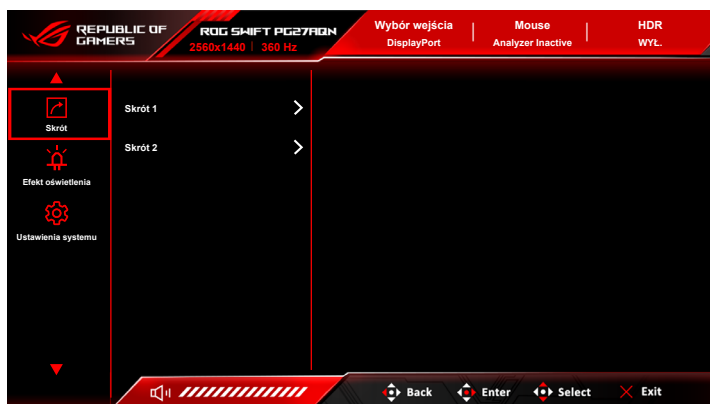 REPUBLIC OF
GAMERS
ROG SWIFT PG27AQN
2560x1440 | 360 Hz
Wybór wejścia
DisplayPort
Mouse
Analyzer Inactive
HDR
WYŁ.
Skrót
Efekt oświetlenia
Ustawienia systemu
Skrót 1
Skrót 2
Back
Enter
Select
Exit